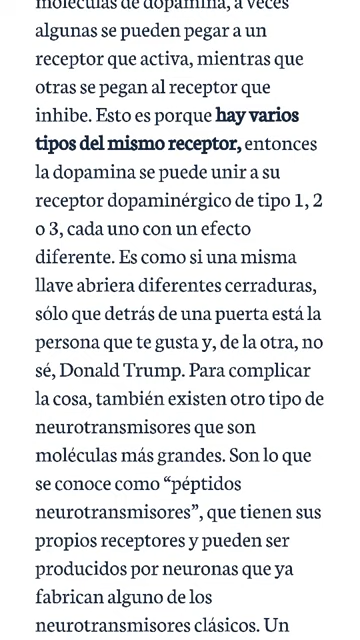 moléculas de dopamina, a veces
algunas se pueden pegar a un
receptor que activa, mientras que
otras se pegan al receptor que
inhibe. Esto es porque hay varios
tipos del mismo receptor, entonces
la dopamina se puede unir a su
receptor dopaminérgico de tipo 1, 2
o 3, cada uno con un efecto
diferente. Es como si una misma
llave abriera diferentes cerraduras,
sólo que detrás de una puerta está la
persona que te gusta y, de la otra, no
sé, Donald Trump. Para complicar
la cosa, también existen otro tipo de
neurotransmisores que son
moléculas más grandes. Son lo que
se conoce como “péptidos
neurotransmisores”, que tienen sus
propios receptores y pueden ser
producidos por neuronas que ya
fabrican alguno de los
neurotransmisores clásicos. Un